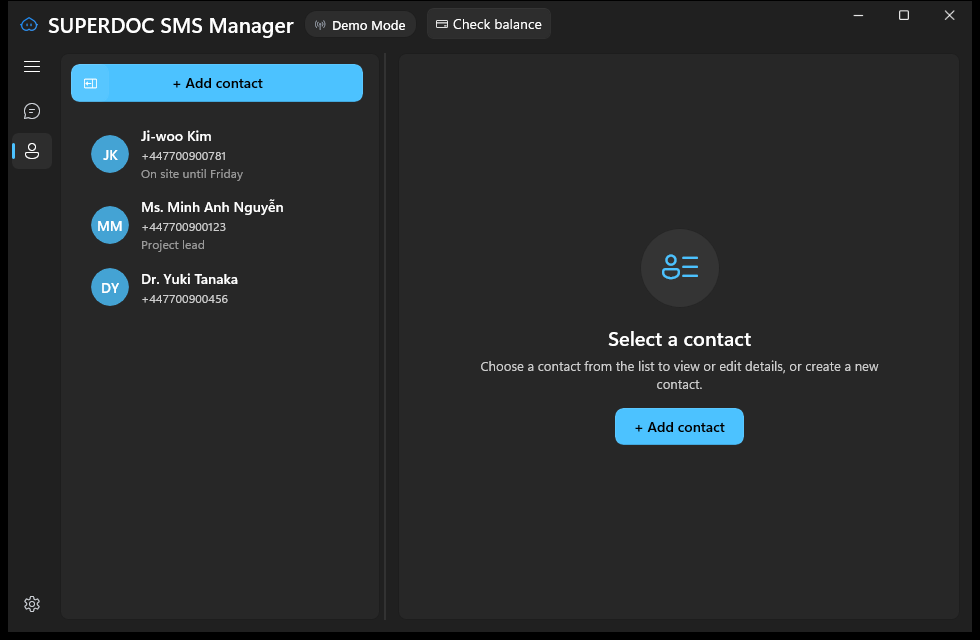 SUPERDOC SMS Manager
Demo Mode
Check balance
+ Add contact
JK
Ji-woo Kim
+447700900781
On site until Friday
MM
Ms. Minh Anh Nguyễn
+447700900123
Project lead
DY
Dr. Yuki Tanaka
+447700900456
Select a contact
Choose a contact from the list to view or edit details, or create a new
contact.
+ Add contact